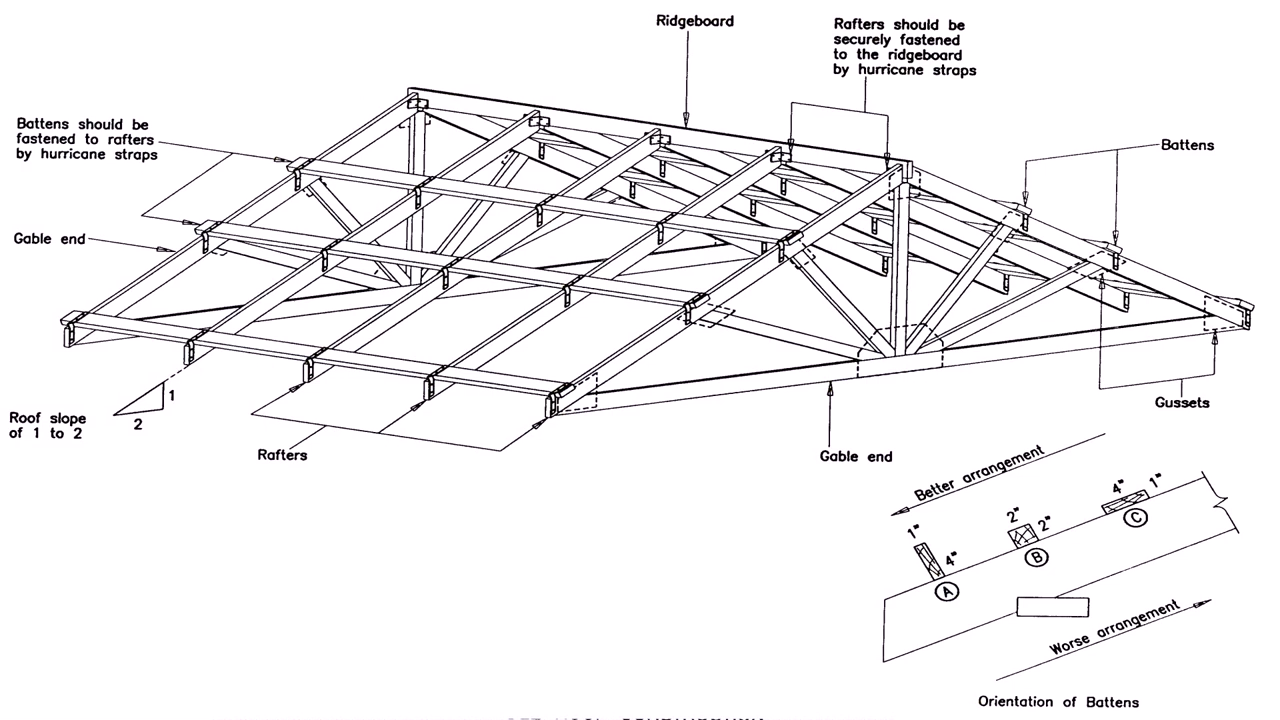 Ridgeboard
Rafters should be
securely fastened
to the ridgeboard
by hurricane straps
Battens should be
fastened to rafters
by hurricane straps
Battens
Gable end
1
2
Roof slope
of 1 to 2
Rafters
Gussets
Gable end
Better arrangement
1"
4"
A
2"
2"
B
4"
1"
C
Worse arrangement
Orientation of Battens